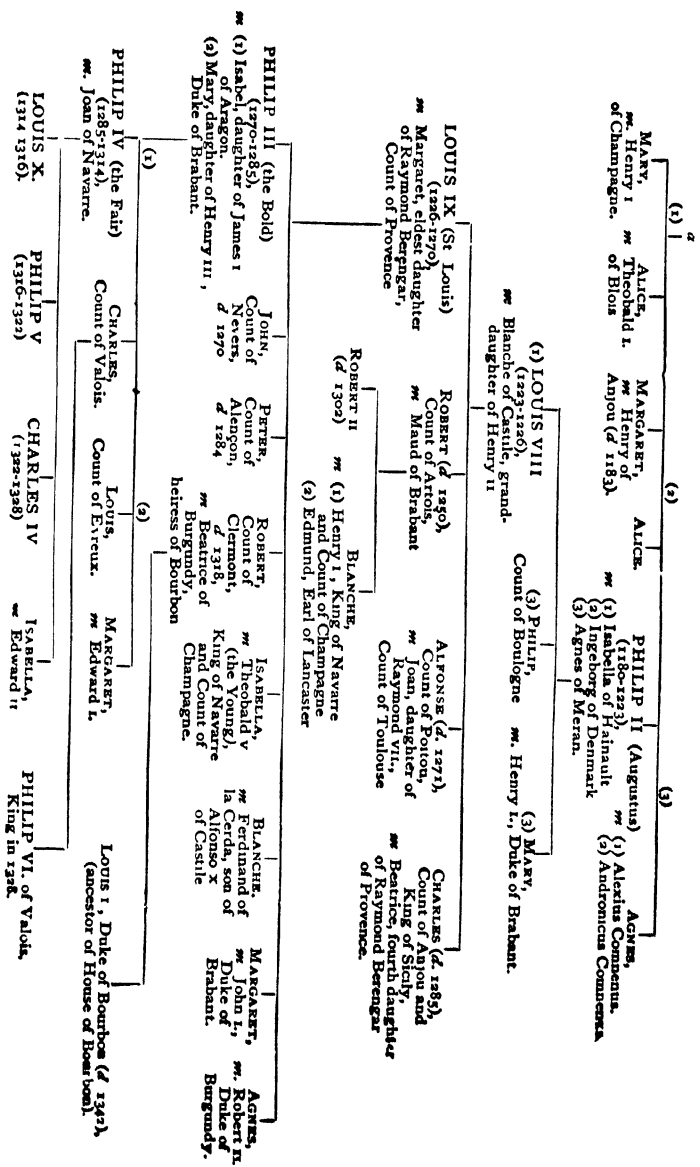 a
(1)
(2)
(3)
MARY,
m. Henry I
of Champagne.
ALICE,
m Theobald I.
of Blois
MARGARET,
m Henry of
Anjou (d 1183).
ALICE.
PHILIP II (Augustus)
(1180-1223),
m (1) Isabella of Hainault
(2) Ingeborg of Denmark
(3) Agnes of Meran.
AGNES,
m (1) Alexius Comnenus.
(2) Andronicus Comnenus.
(1) LOUIS VIII
(1223-1226),
m Blanche of Castile, grand-
daughter of Henry II
(3) PHILIP,
Count of Boulogne
(3) MARY,
m. Henry I., Duke of Brabant.
LOUIS IX (St Louis)
(1226-1270),
m Margaret, eldest daughter
of Raymond Berengar,
Count of Provence
ROBERT (d 1250),
Count of Artois,
m Maud of Brabant
ALFONSE (d. 1271),
Count of Poitou,
m Joan, daughter of
Raymond VII.,
Count of Toulouse
CHARLES (d. 1285),
Count of Anjou and
King of Sicily,
m Beatrice, fourth daughter
of Raymond Berengar
of Provence.
ROBERT II
(d 1302)
BLANCHE,
m (1) Henry I, King of Navarre
and Count of Champagne
(2) Edmund, Earl of Lancaster
PHILIP III (the Bold)
(1270-1285),
m (1) Isabel, daughter of James I
of Aragon.
(2) Mary, daughter of Henry III,
Duke of Brabant.
JOHN,
Count of
Nevers,
d 1270
PETER,
Count of
Alençon,
d 1284
ROBERT,
Count of
Clermont,
d 1318,
m Beatrice of
Burgundy,
heiress of Bourbon
ISABELLA,
m Theobald V
(the Young),
King of Navarre
and Count of
Champagne.
BLANCHE.
m Ferdinand of
la Cerda, son of
Alfonso X
of Castile
MARGARET,
m John I.,
Duke of
Brabant.
AGNES,
m. Robert II.
Duke of
Burgundy.
(1)
(2)
PHILIP IV (the Fair)
(1285-1314),
m. Joan of Navarre.
CHARLES,
Count of Valois.
LOUIS,
Count of Evreux.
MARGARET,
m Edward I.
LOUIS I, Duke of Bourbon (d 1342),
(ancestor of House of Bourbon).
LOUIS X.
(1314 1316).
PHILIP V
(1316-1322)
CHARLES IV
(1322-1328)
ISABELLA,
m Edward II
PHILIP VI. of Valois,
King in 1328.